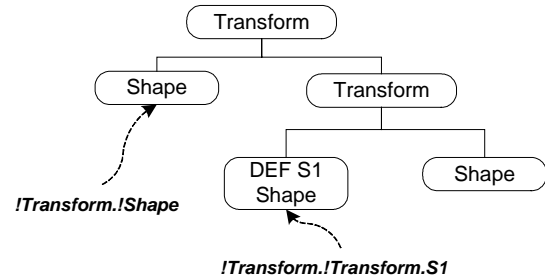 Transform
Shape
Transform
DEF S1
Shape
Shape
!Transform.!Shape
!Transform.!Transform.S1